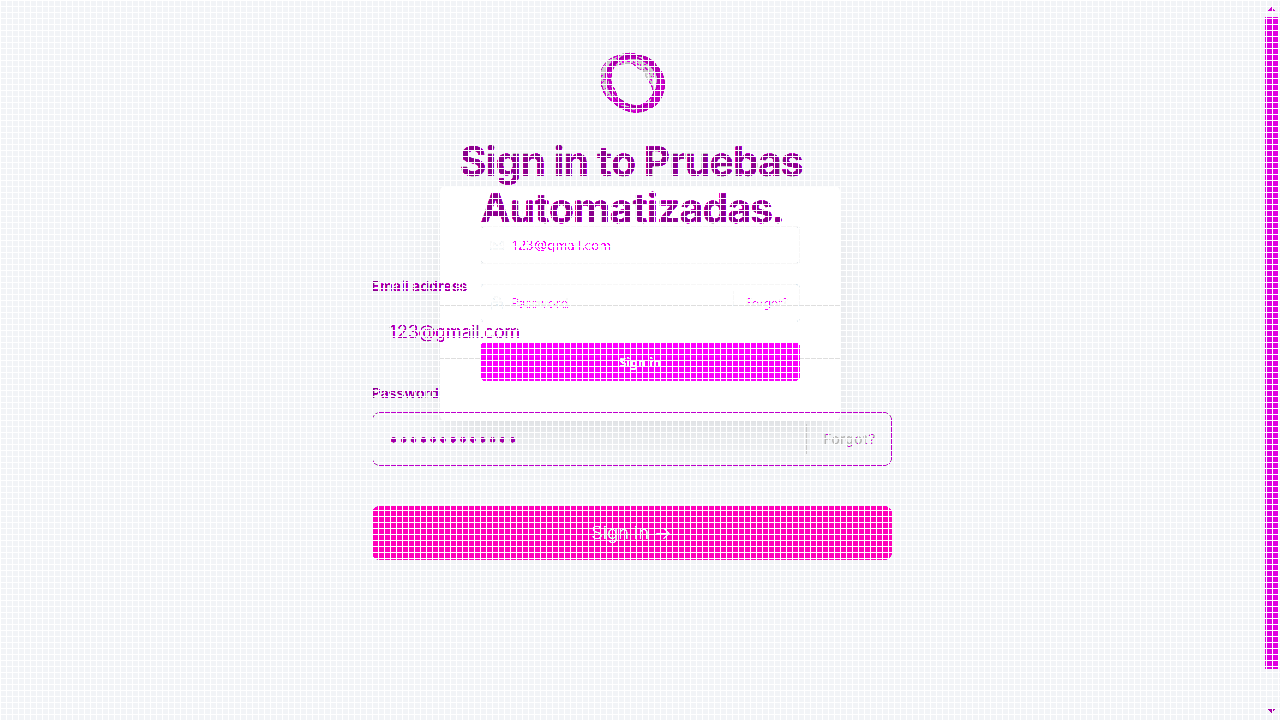 Sign in to Pruebas
Automatizadas.
123@gmail.com
Email address
Password
Forgot?
123@gmail.com
Sign in
Password
••••••••••••• Forgot?
Sign in →